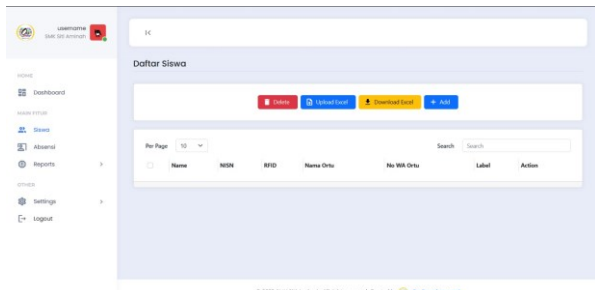 username
SMK Siti Aminah
HOME
Dashboard
MAIN FITUR
Siswa
Absensi
Reports
OTHER
Settings
Logout
Daftar Siswa
Delete
Upload Excel
Download Excel
+ Add
Per Page 10
Search Search
Name NISN RFID Nama Ortu No WA Ortu Label Action